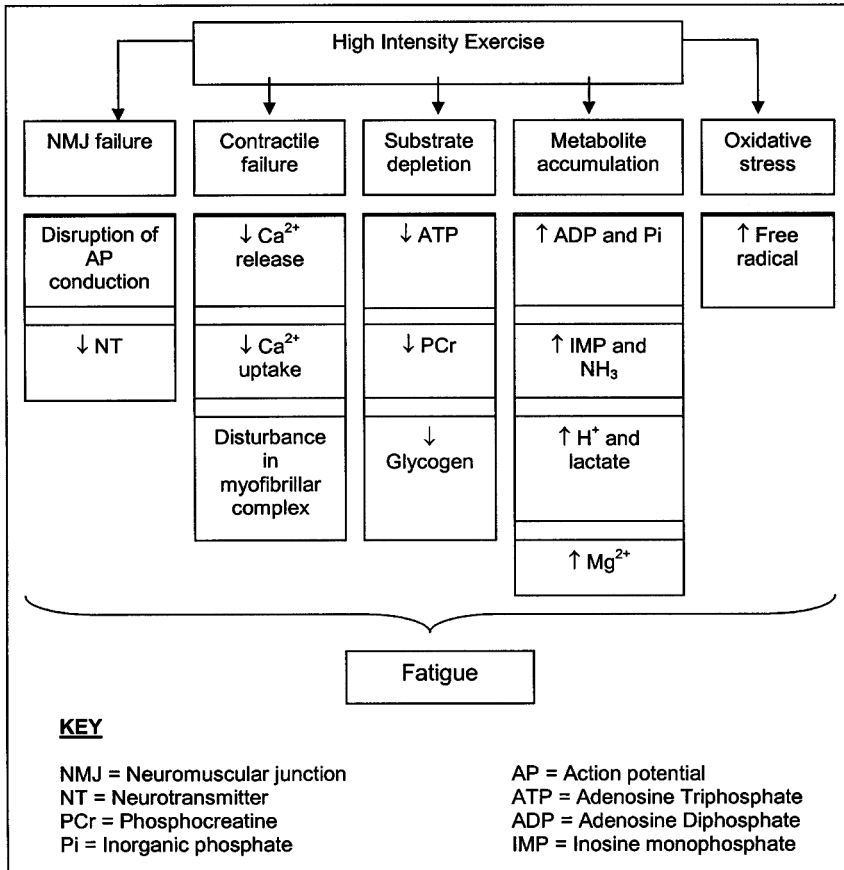 High Intensity Exercise
NMJ failure
Contractile
failure
Substrate
depletion
Metabolite
accumulation
Oxidative
stress
Disruption of
AP
conduction
↓ NT
↓ Ca²⁺
release
↓ Ca²⁺
uptake
Disturbance
in
myofibrillar
complex
↓ ATP
↓ PCr
↓
Glycogen
↑ ADP and Pi
↑ IMP and
NH₃
↑ H⁺ and
lactate
↑ Mg²⁺
↑ Free
radical
Fatigue
KEY
NMJ = Neuromuscular junction
NT = Neurotransmitter
PCr = Phosphocreatine
Pi = Inorganic phosphate
AP = Action potential
ATP = Adenosine Triphosphate
ADP = Adenosine Diphosphate
IMP = Inosine monophosphate